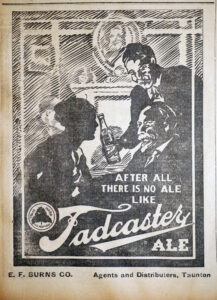 AFTER ALL
THERE IS NO ALE
LIKE
Tadcaster
ALE
E. F. BURNS CO. Agents and Distributers, Taunton